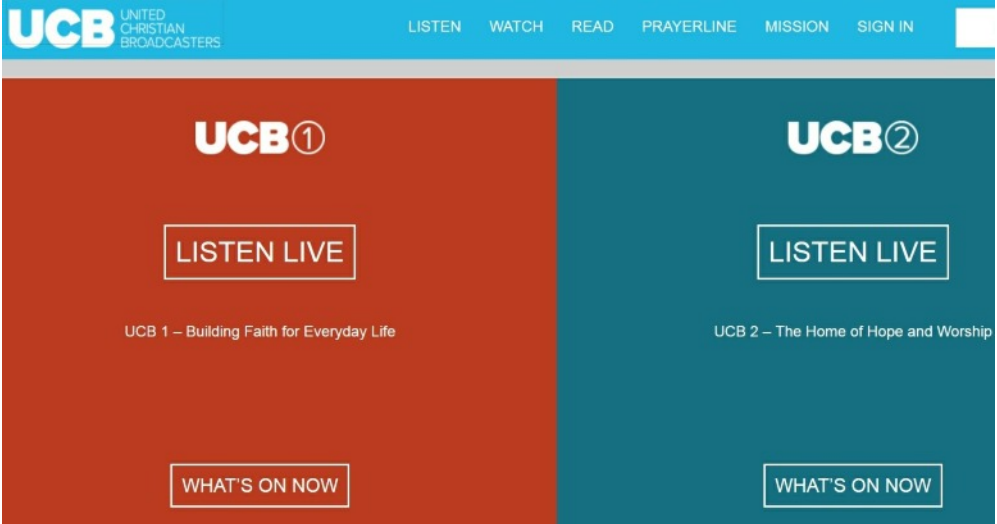 UCB UNITED
CHRISTIAN
BROADCASTERS
LISTEN WATCH READ PRAYERLINE MISSION SIGN IN
UCB①
LISTEN LIVE
UCB 1 – Building Faith for Everyday Life
WHAT'S ON NOW
UCB②
LISTEN LIVE
UCB 2 – The Home of Hope and Worship
WHAT'S ON NOW